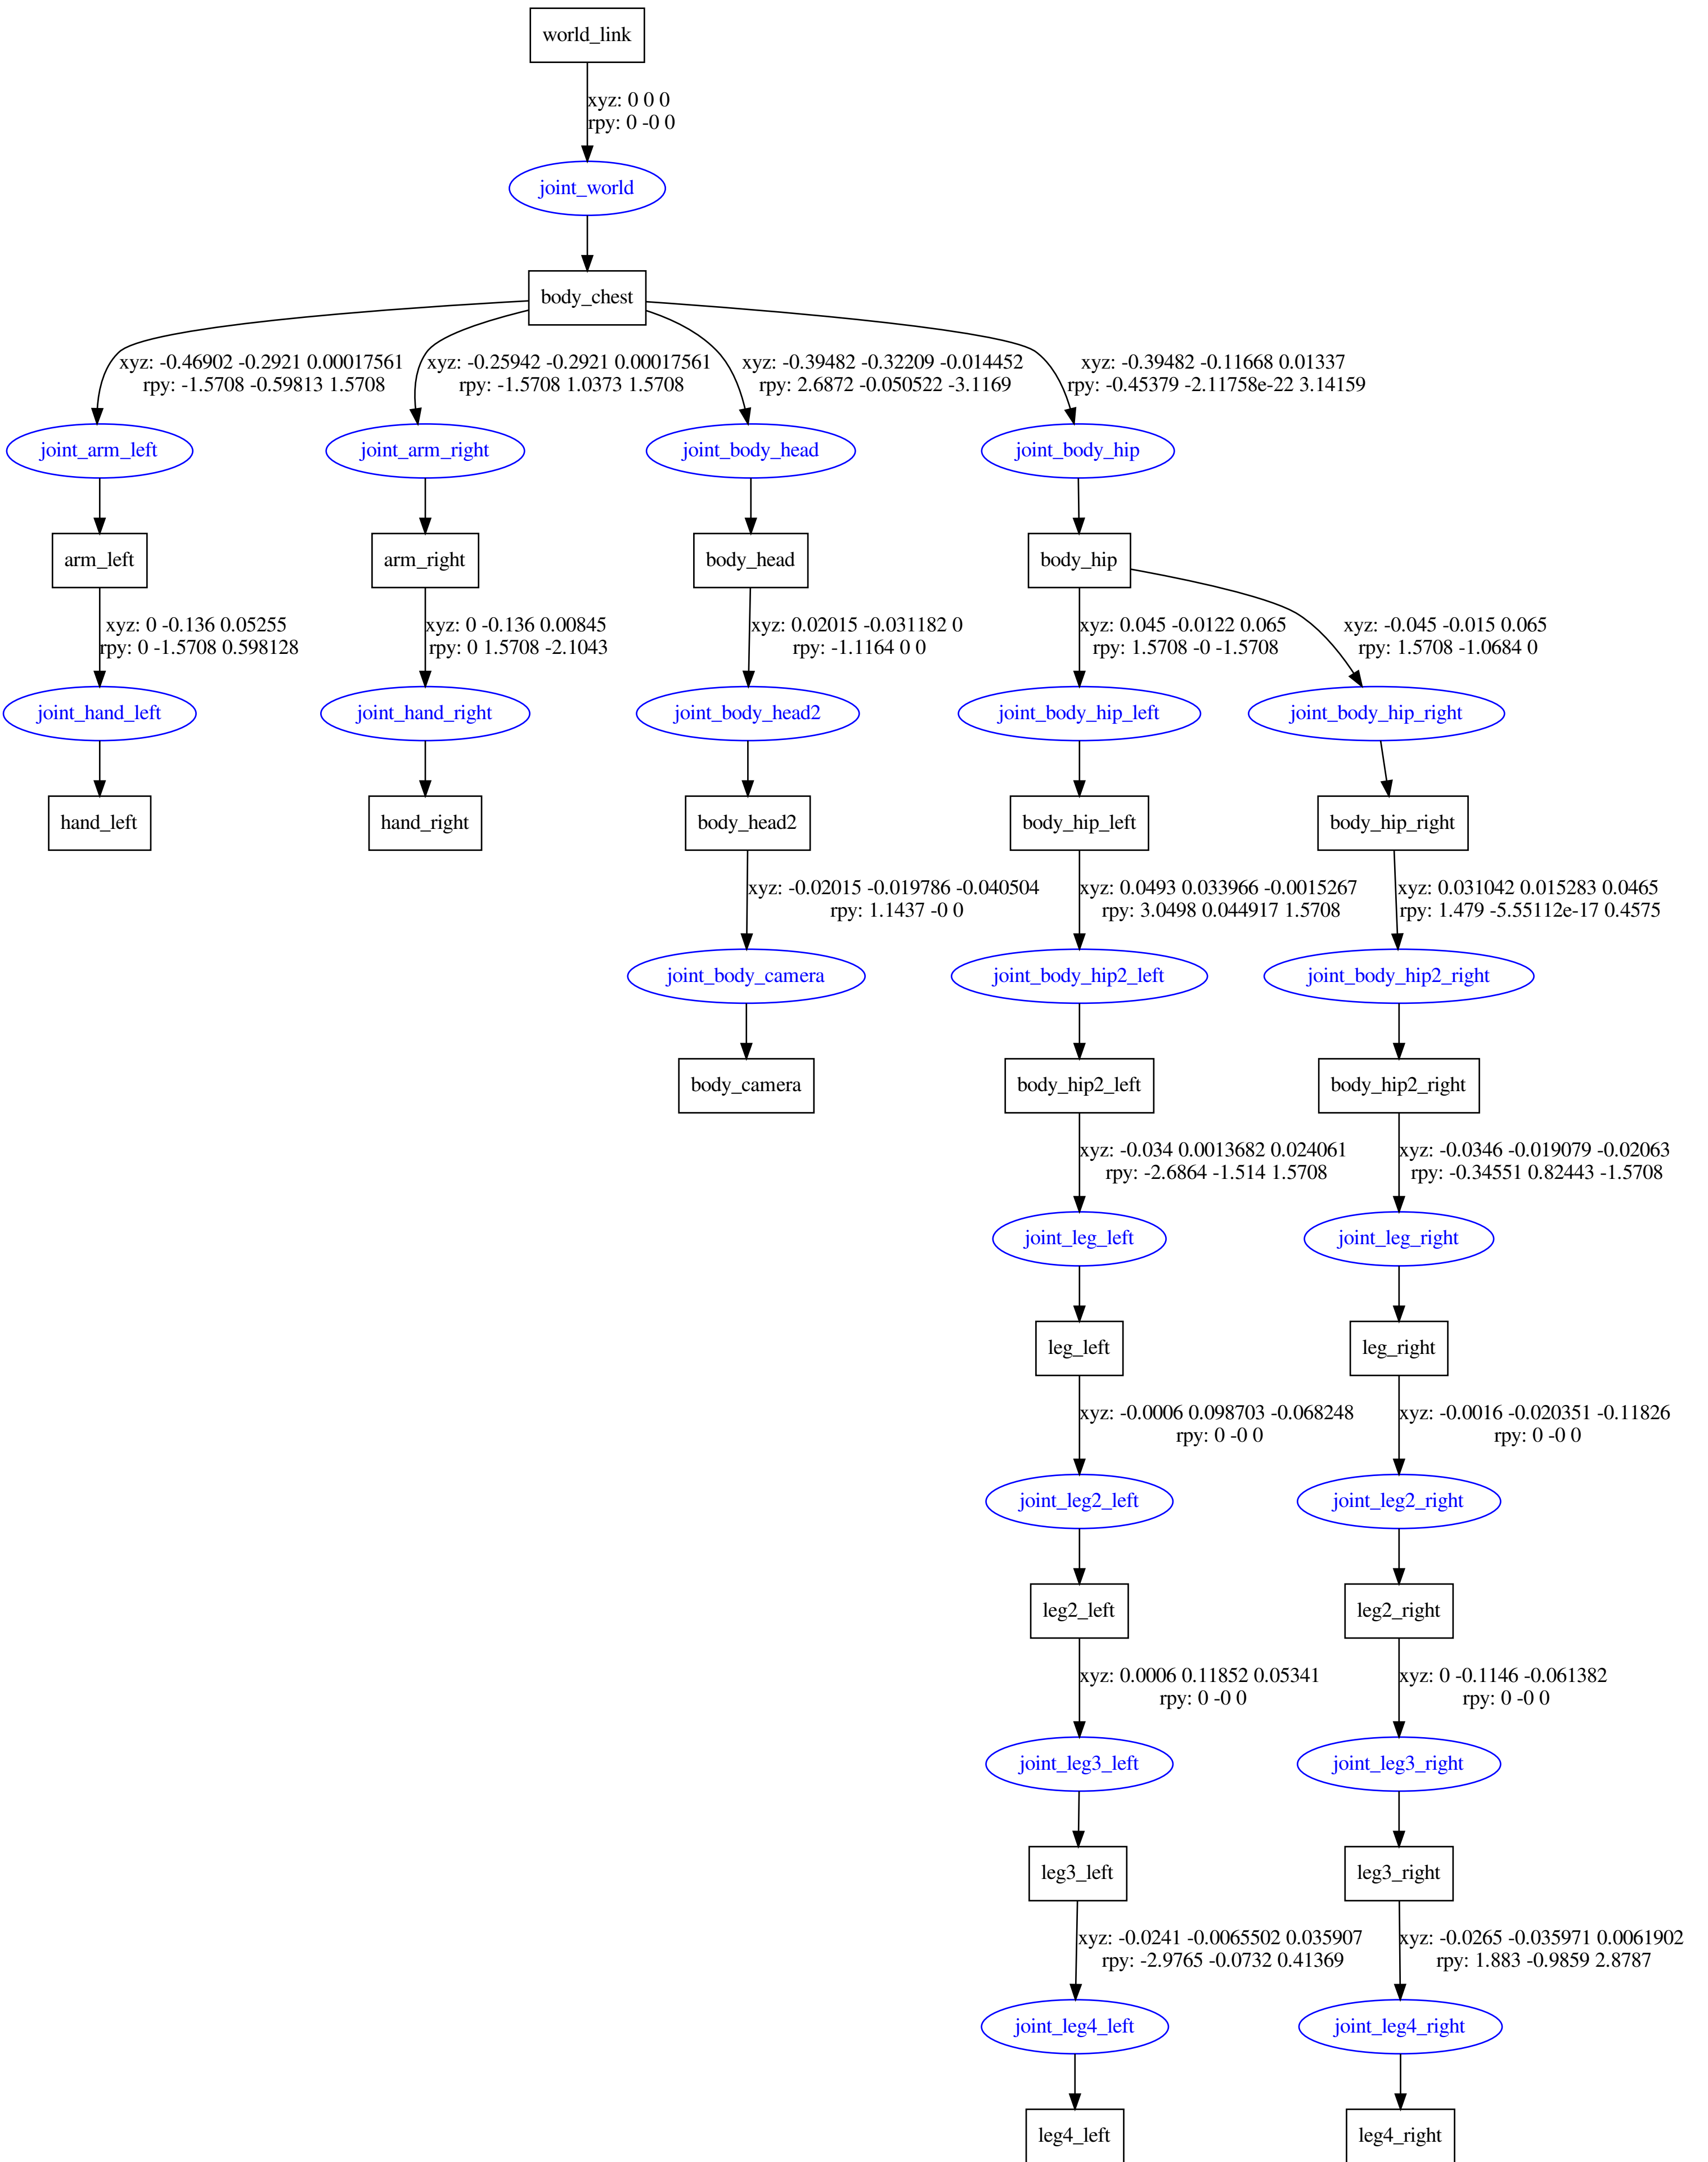 world_link
xyz: 0 0 0
rpy: 0 -0 0
joint_world
body_chest
xyz: -0.46902 -0.2921 0.00017561
rpy: -1.5708 -0.59813 1.5708
xyz: -0.25942 -0.2921 0.00017561
rpy: -1.5708 1.0373 1.5708
xyz: -0.39482 -0.32209 -0.014452
rpy: 2.6872 -0.050522 -3.1169
xyz: -0.39482 -0.11668 0.01337
rpy: -0.45379 -2.11758e-22 3.14159
joint_arm_left
joint_arm_right
joint_body_head
joint_body_hip
arm_left
arm_right
body_head
body_hip
xyz: 0 -0.136 0.05255
rpy: 0 -1.5708 0.598128
xyz: 0 -0.136 0.00845
rpy: 0 1.5708 -2.1043
xyz: 0.02015 -0.031182 0
rpy: -1.1164 0 0
xyz: 0.045 -0.0122 0.065
rpy: 1.5708 -0 -1.5708
xyz: -0.045 -0.015 0.065
rpy: 1.5708 -1.0684 0
joint_hand_left
joint_hand_right
joint_body_head2
joint_body_hip_left
joint_body_hip_right
hand_left
hand_right
body_head2
body_hip_left
body_hip_right
xyz: -0.02015 -0.019786 -0.040504
rpy: 1.1437 -0 0
xyz: 0.0493 0.033966 -0.0015267
rpy: 3.0498 0.044917 1.5708
xyz: 0.031042 0.015283 0.0465
rpy: 1.479 -5.55112e-17 0.4575
joint_body_camera
joint_body_hip2_left
joint_body_hip2_right
body_camera
body_hip2_left
body_hip2_right
xyz: -0.034 0.0013682 0.024061
rpy: -2.6864 -1.514 1.5708
xyz: -0.0346 -0.019079 -0.02063
rpy: -0.34551 0.82443 -1.5708
joint_leg_left
joint_leg_right
leg_left
leg_right
xyz: -0.0006 0.098703 -0.068248
rpy: 0 -0 0
xyz: -0.0016 -0.020351 -0.11826
rpy: 0 -0 0
joint_leg2_left
joint_leg2_right
leg2_left
leg2_right
xyz: 0.0006 0.11852 0.05341
rpy: 0 -0 0
xyz: 0 -0.1146 -0.061382
rpy: 0 -0 0
joint_leg3_left
joint_leg3_right
leg3_left
leg3_right
xyz: -0.0241 -0.0065502 0.035907
rpy: -2.9765 -0.0732 0.41369
xyz: -0.0265 -0.035971 0.0061902
rpy: 1.883 -0.9859 2.8787
joint_leg4_left
joint_leg4_right
leg4_left
leg4_right